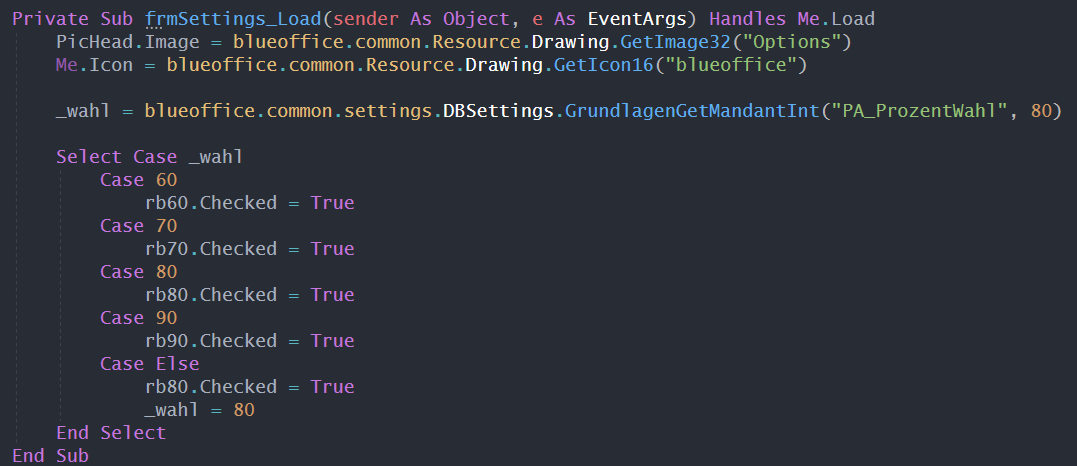 Private Sub frmSettings_Load(sender As Object, e As EventArgs) Handles Me.Load
PicHead.Image = blueoffice.common.Resource.Drawing.GetImage32("Options")
Me.Icon = blueoffice.common.Resource.Drawing.GetIcon16("blueoffice")
_wahl = blueoffice.common.settings.DBSettings.GrundlagenGetMandantInt("PA_ProzentWahl", 80)
Select Case _wahl
Case 60
rb60.Checked = True
Case 70
rb70.Checked = True
Case 80
rb80.Checked = True
Case 90
rb90.Checked = True
Case Else
rb80.Checked = True
_wahl = 80
End Select
End Sub